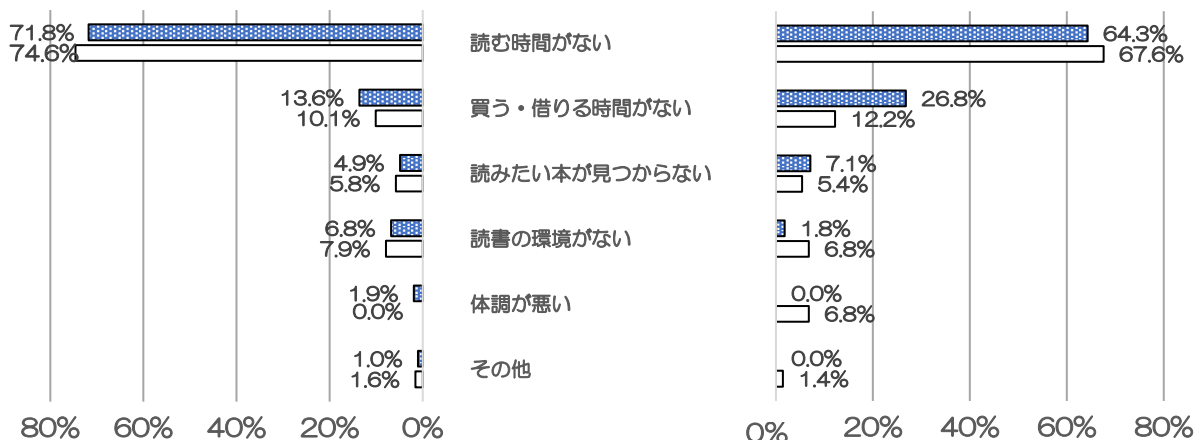 71.8% 読む時間がない 64.3%
74.6% 67.6%
13.6% 買う・借りる時間がない 26.8%
10.1% 12.2%
4.9% 読みたい本が見つからない 7.1%
5.8% 5.4%
6.8% 読書の環境がない 1.8%
7.9% 6.8%
1.9% 体調が悪い 0.0%
0.0% 6.8%
1.0% その他 0.0%
1.6% 1.4%
80% 60% 40% 20% 0% 0% 20% 40% 60% 80%